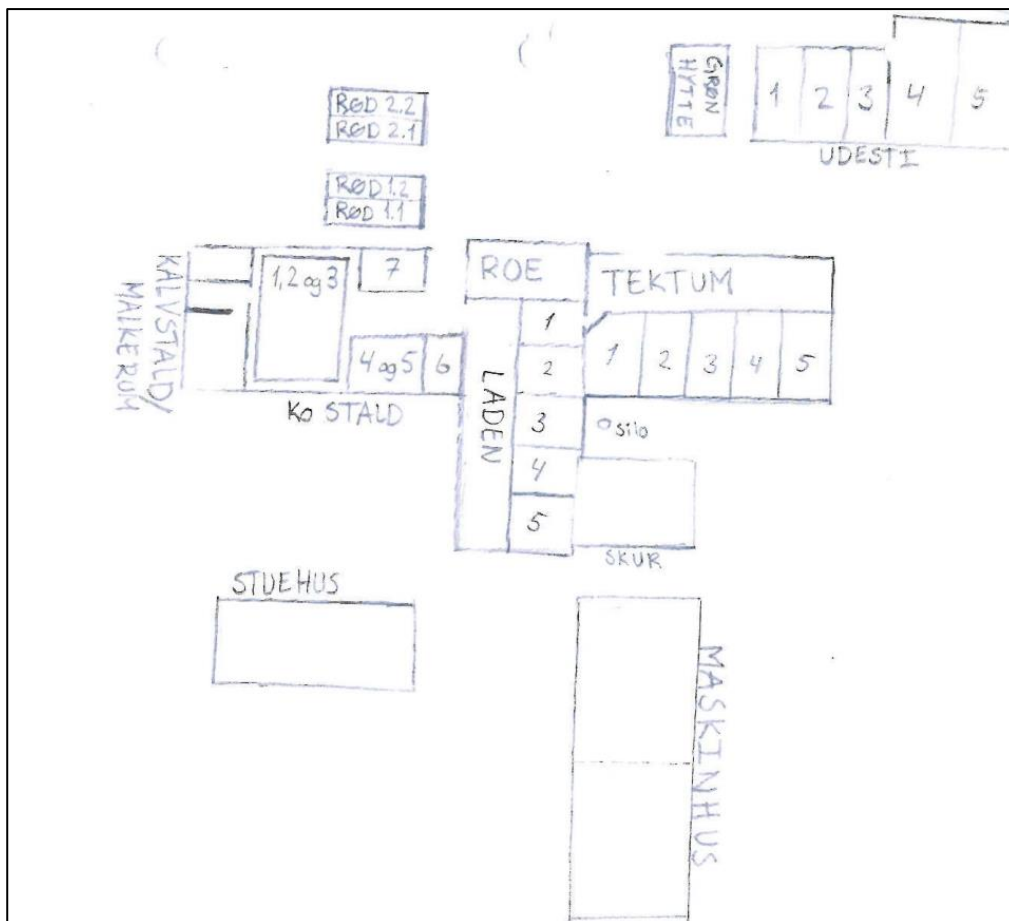 GRØN
HYTTE
1
2
3
4
5
UDESTI
RØD 2.2
RØD 2.1
RØD 1.2
RØD 1.1
KALVSTALD/
MALKERUM
1,2 og 3
7
4 og 5
6
KO STALD
ROE
LADEN
1
2
3
4
5
TEKTUM
1
2
3
4
5
silo
SKUR
STUEHUS
MASKINHUS